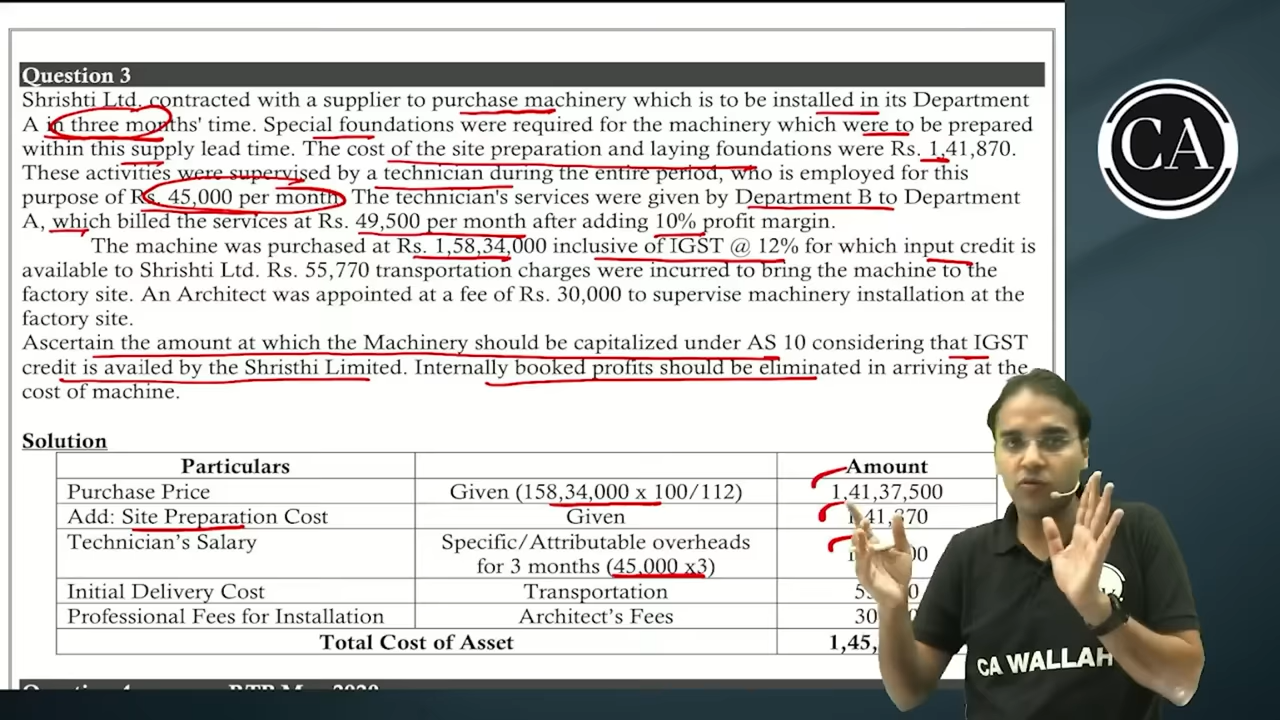 Question 3
Shrishti Ltd. contracted with a supplier to purchase machinery which is to be installed in its Department
A in three months' time. Special foundations were required for the machinery which were to be prepared
within this supply lead time. The cost of the site preparation and laying foundations were Rs. 1,41,870.
These activities were supervised by a technician during the entire period, who is employed for this
purpose of Rs. 45,000 per month. The technician's services were given by Department B to Department
A, which billed the services at Rs. 49,500 per month after adding 10% profit margin.
The machine was purchased at Rs. 1,58,34,000 inclusive of IGST @ 12% for which input credit is
available to Shrishti Ltd. Rs. 55,770 transportation charges were incurred to bring the machine to the
factory site. An Architect was appointed at a fee of Rs. 30,000 to supervise machinery installation at the
factory site.
Ascertain the amount at which the Machinery should be capitalized under AS 10 considering that IGST
credit is availed by the Shristhi Limited. Internally booked profits should be eliminated in arriving at the
cost of machine.
Solution
Particulars Amount
Purchase Price Given (158,34,000 x 100/112) 1,41,37,500
Add: Site Preparation Cost Given
Technician's Salary Specific/Attributable overheads
for 3 months (45,000 x3)
Initial Delivery Cost Transportation
Professional Fees for Installation Architect's Fees
Total Cost of Asset
CA
CA WALLAH